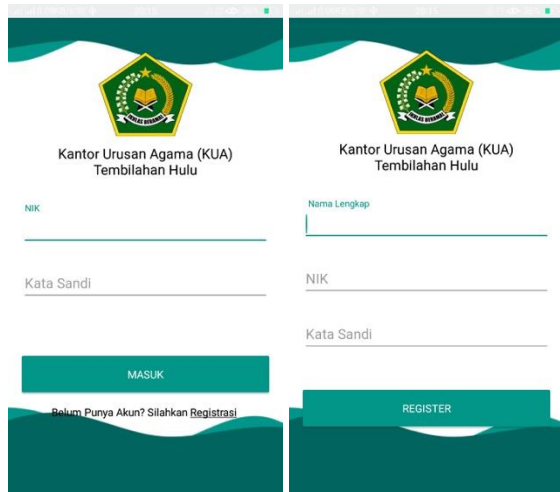 IKHLAS BERAMAL
Kantor Urusan Agama (KUA)
Tembilahan Hulu
NIK
Kata Sandi
MASUK
Belum Punya Akun? Silahkan Registrasi
IKHLAS BERAMAL
Kantor Urusan Agama (KUA)
Tembilahan Hulu
Nama Lengkap
NIK
Kata Sandi
REGISTER